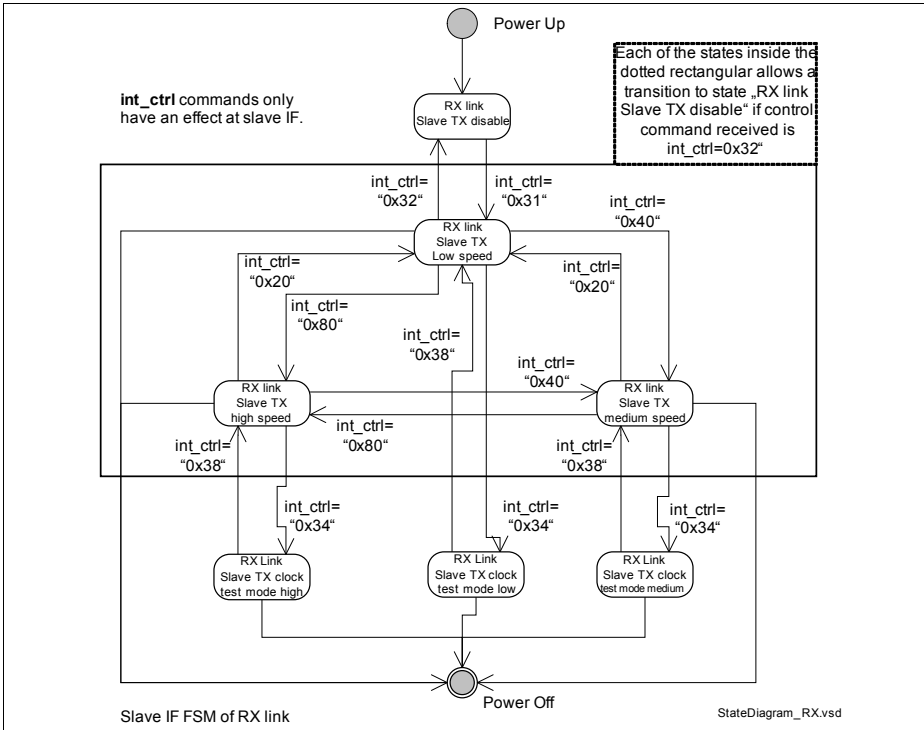 Power Up
Each of the states inside the
dotted rectangular allows a
transition to state „RX link
Slave TX disable“ if control
command received is
int_ctrl=0x32“
int_ctrl commands only
have an effect at slave IF.
RX link
Slave TX disable
int_ctrl=
“0x32“
int_ctrl=
“0x31“
int_ctrl=
“0x40“
RX link
Slave TX
Low speed
int_ctrl=
“0x20“
int_ctrl=
“0x20“
int_ctrl=
“0x80“
int_ctrl=
“0x38“
int_ctrl=
“0x40“
RX link
Slave TX
high speed
RX link
Slave TX
medium speed
int_ctrl=
“0x38“
int_ctrl=
“0x80“
int_ctrl=
“0x38“
int_ctrl=
“0x34“
int_ctrl=
“0x34“
int_ctrl=
“0x34“
RX Link
Slave TX clock
test mode high
RX Link
Slave TX clock
test mode low
RX Link
Slave TX clock
test mode medium
Power Off
Slave IF FSM of RX link
StateDiagram_RX.vsd